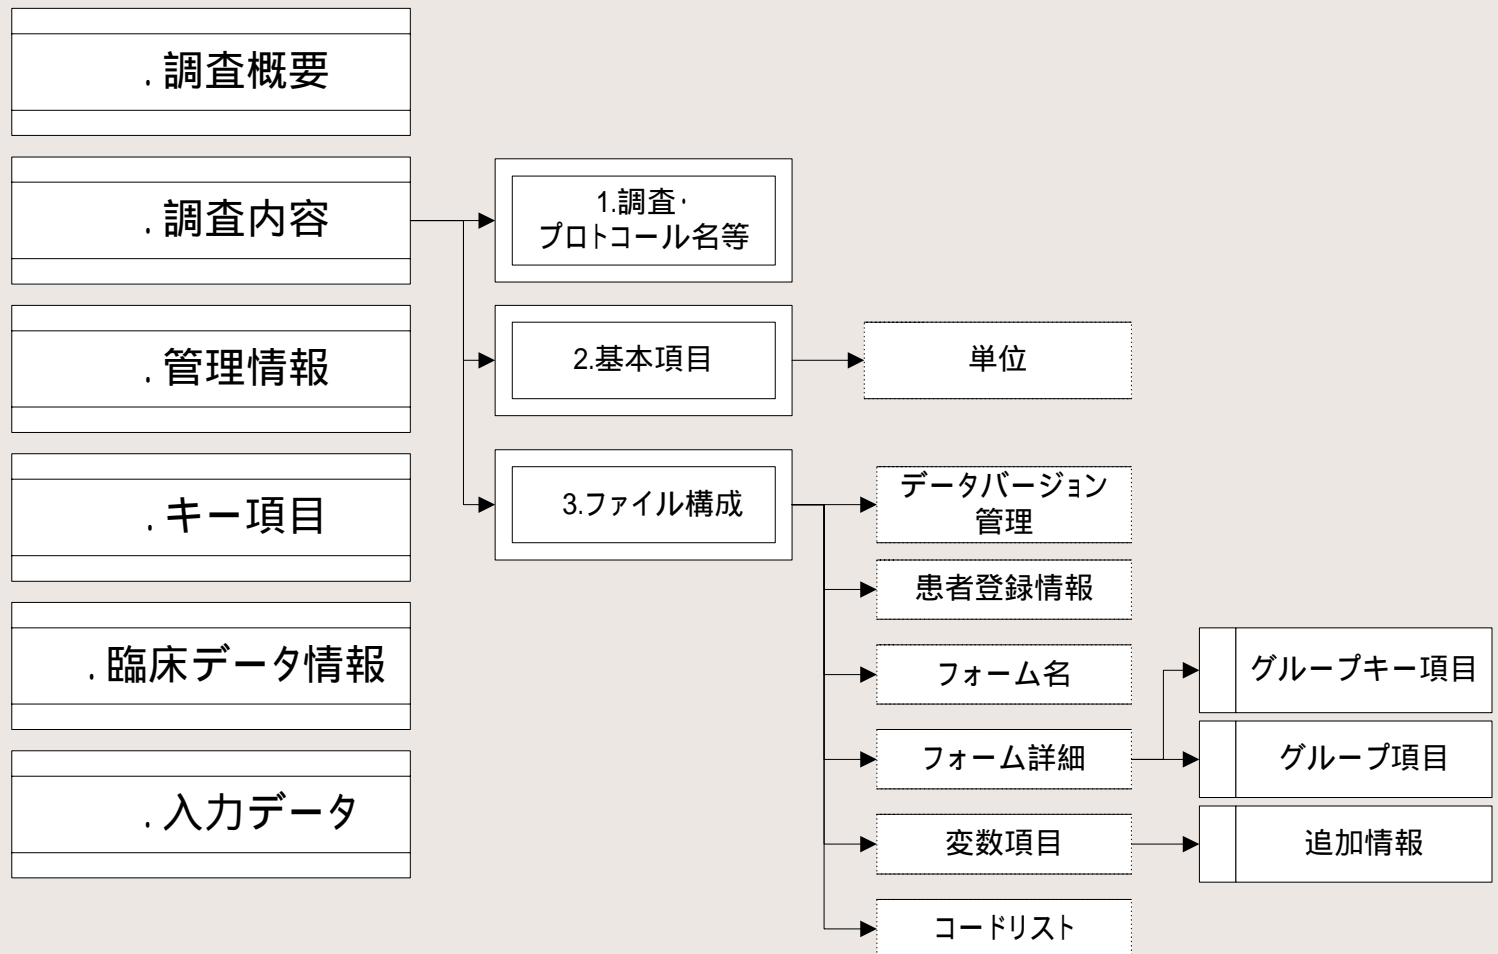 . 調査概要
. 調査内容
. 管理情報
. キー項目
. 臨床データ情報
. 入力データ
1.調査・
プロトコール名等
2.基本項目
3.ファイル構成
単位
データバージョン
管理
患者登録情報
フォーム名
フォーム詳細
変数項目
コードリスト
グループキー項目
グループ項目
追加情報